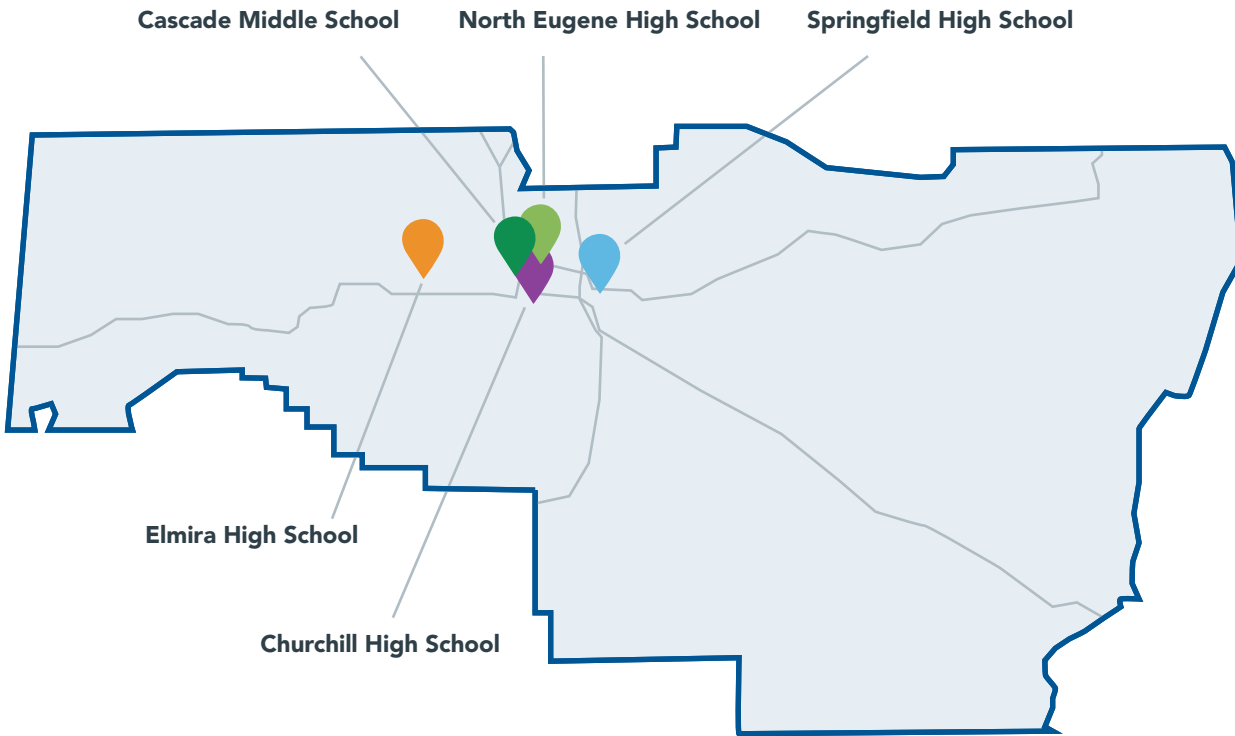 Cascade Middle School
North Eugene High School
Springfield High School
Elmira High School
Churchill High School